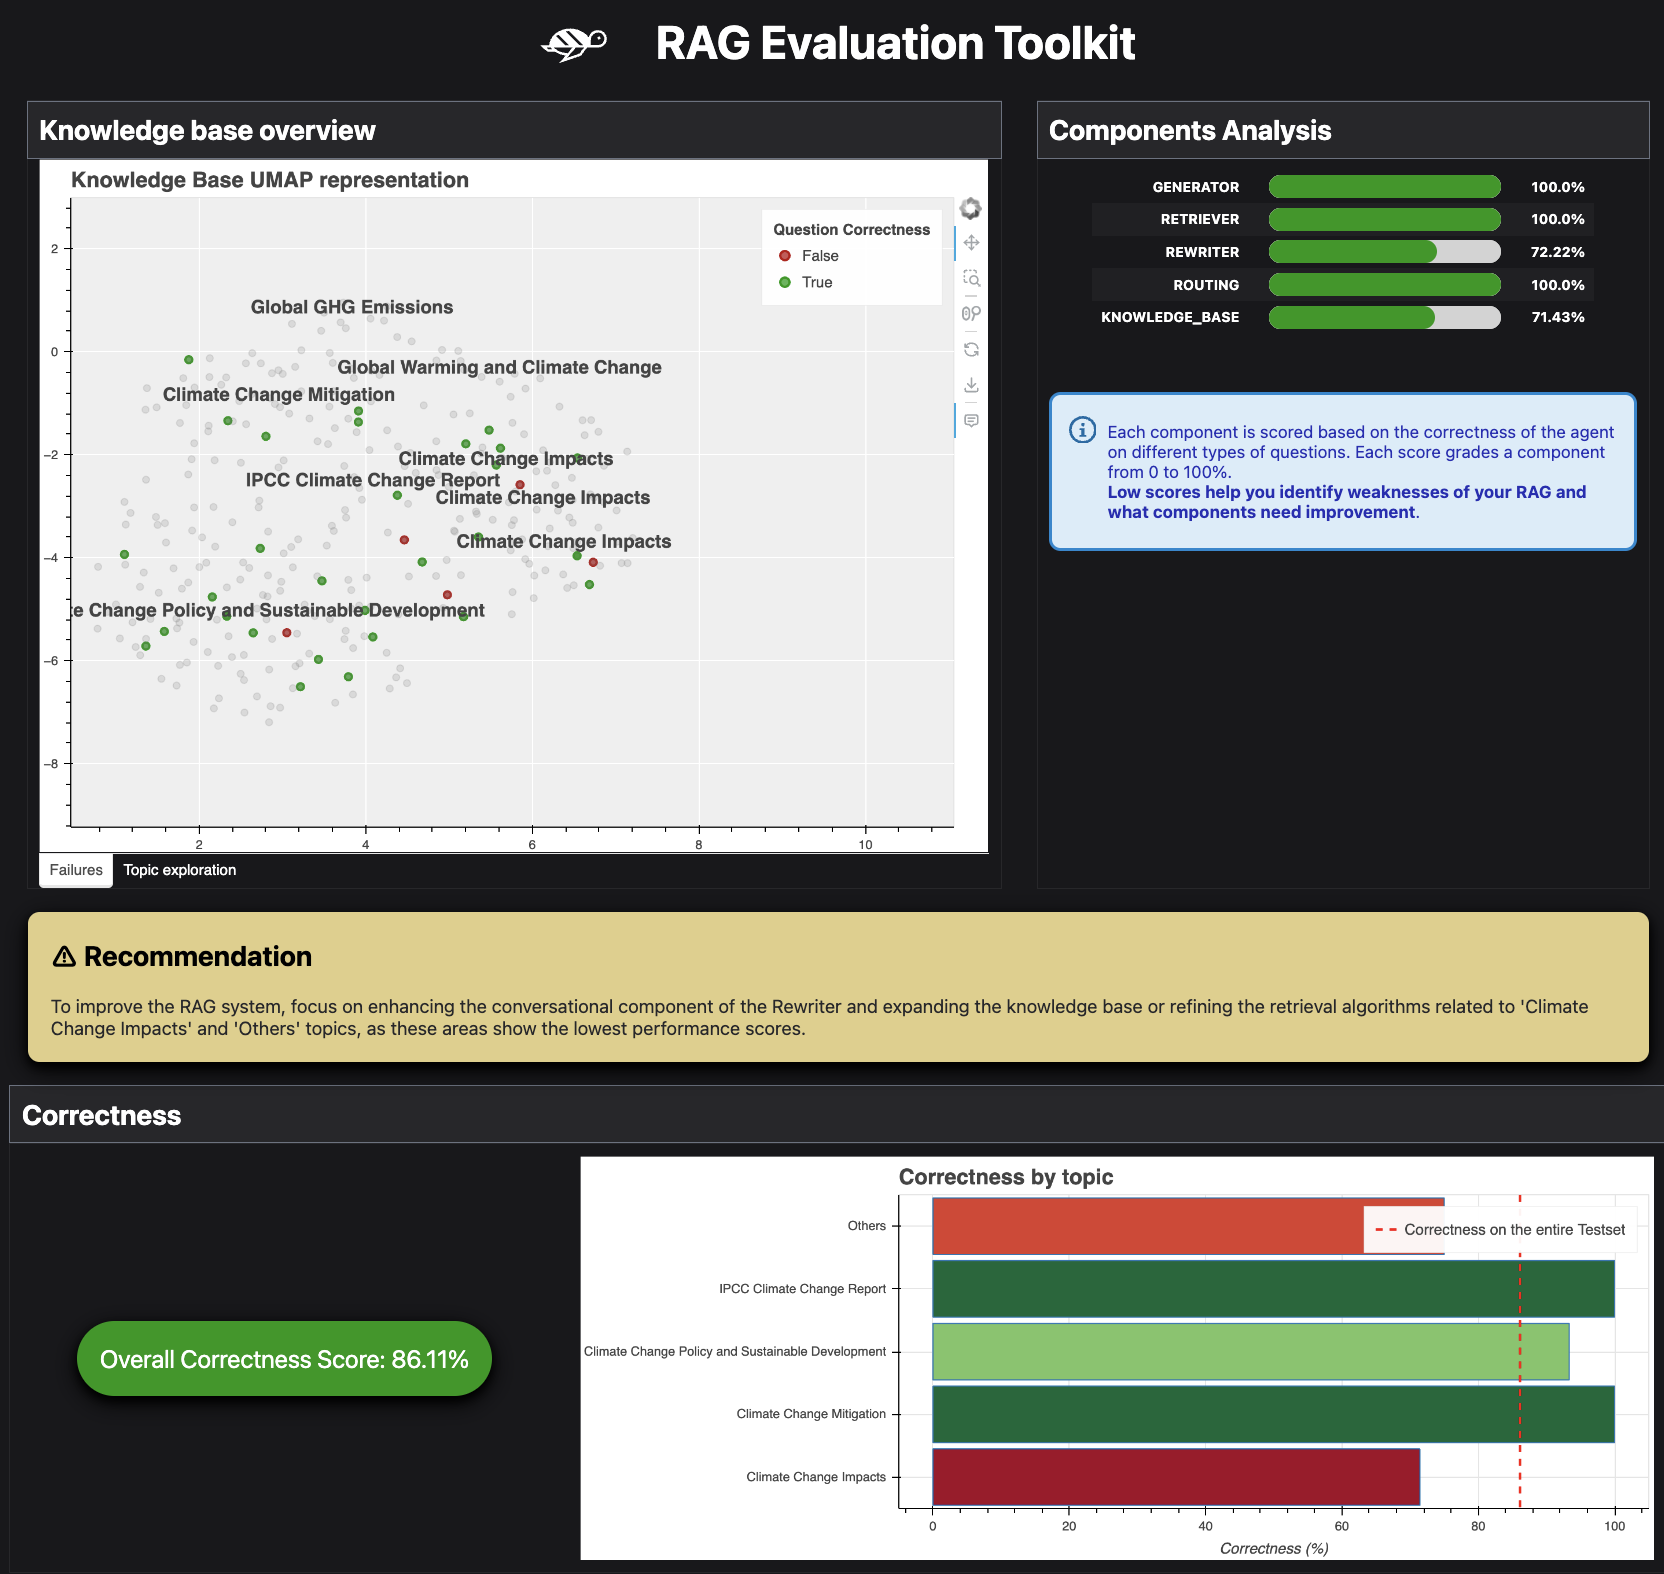 RAG Evaluation Toolkit
Knowledge base overview
Knowledge Base UMAP representation
Question Correctness
False
True
2
0
−2
−4
−6
−8
Global GHG Emissions
Global Warming and Climate Change
Climate Change Mitigation
Climate Change Impacts
IPCC Climate Change Report
Climate Change Impacts
Climate Change Impacts
te Change Policy and Sustainable Development
2
4
6
8
10
Failures
Topic exploration
Components Analysis
GENERATOR 100.0%
RETRIEVER 100.0%
REWRITER 72.22%
ROUTING 100.0%
KNOWLEDGE_BASE 71.43%
Each component is scored based on the correctness of the agent
on different types of questions. Each score grades a component
from 0 to 100%.
Low scores help you identify weaknesses of your RAG and
what components need improvement.
Recommendation
To improve the RAG system, focus on enhancing the conversational component of the Rewriter and expanding the knowledge base or refining the retrieval algorithms related to 'Climate
Change Impacts' and 'Others' topics, as these areas show the lowest performance scores.
Correctness
Overall Correctness Score: 86.11%
Correctness by topic
Correctness on the entire Testset
Others
IPCC Climate Change Report
Climate Change Policy and Sustainable Development
Climate Change Mitigation
Climate Change Impacts
0
20
40
60
80
100
Correctness (%)